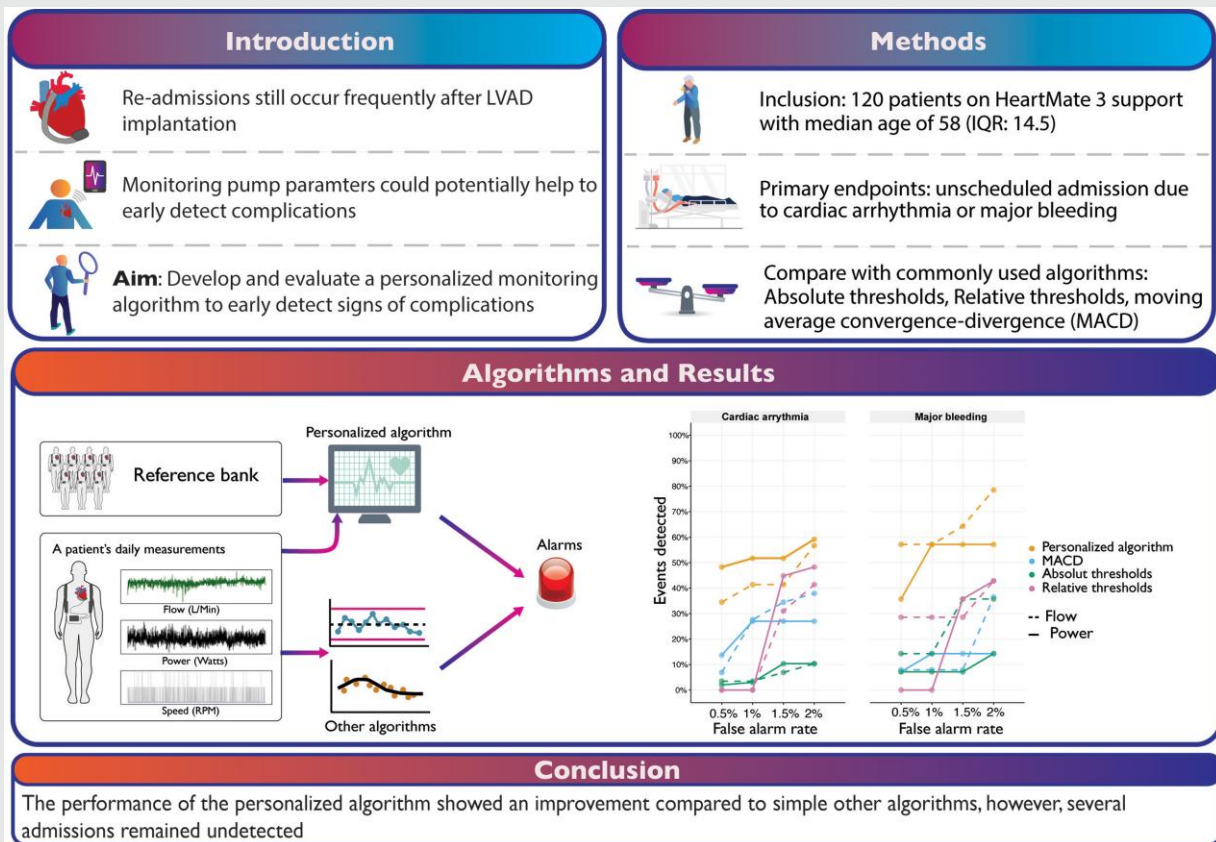 Introduction
Re-admissions still occur frequently after LVAD
implantation
Monitoring pump paramters could potentially help to
early detect complications
Aim: Develop and evaluate a personalized monitoring
algorithm to early detect signs of complications
Methods
Inclusion: 120 patients on HeartMate 3 support
with median age of 58 (IQR: 14.5)
Primary endpoints: unscheduled admission due
to cardiac arrhythmia or major bleeding
Compare with commonly used algorithms:
Absolute thresholds, Relative thresholds, moving
average convergence-divergence (MACD)
Algorithms and Results
Reference bank
Personalized algorithm
A patient's daily measurements
Flow (L/Min)
Power (Watts)
Speed (RPM)
Other algorithms
Alarms
Cardiac arrythmia
Major bleeding
Events detected
100%
90%
80%
70%
60%
50%
40%
30%
20%
10%
0%
0.5% 1% 1.5% 2%
False alarm rate
0.5% 1% 1.5% 2%
False alarm rate
Personalized algorithm
MACD
Absolut thresholds
Relative thresholds
Flow
Power
Conclusion
The performance of the personalized algorithm showed an improvement compared to simple other algorithms, however, several
admissions remained undetected